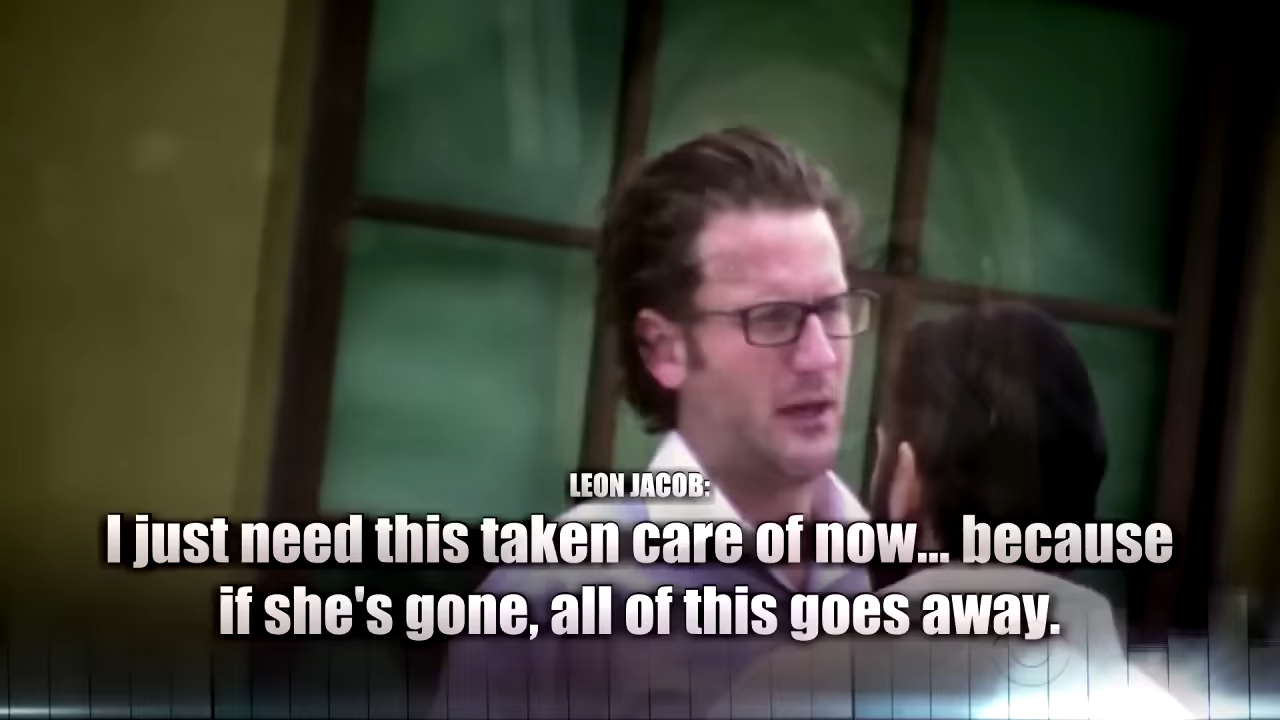 LEON JACOB:
I just need this taken care of now... because
if she's gone, all of this goes away.